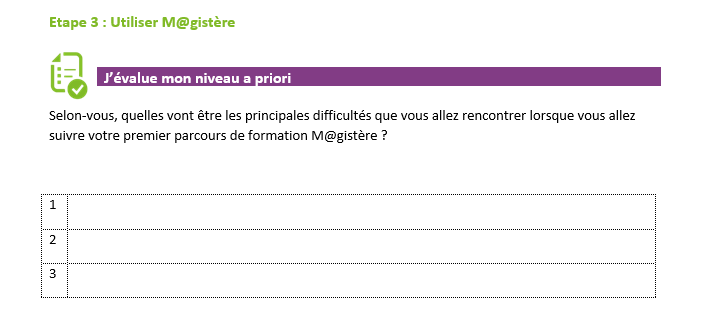 Etape 3 : Utiliser M@gistère
J’évalue mon niveau a priori
Selon-vous, quelles vont être les principales difficultés que vous allez rencontrer lorsque vous allez
suivre votre premier parcours de formation M@gistère ?
1
2
3